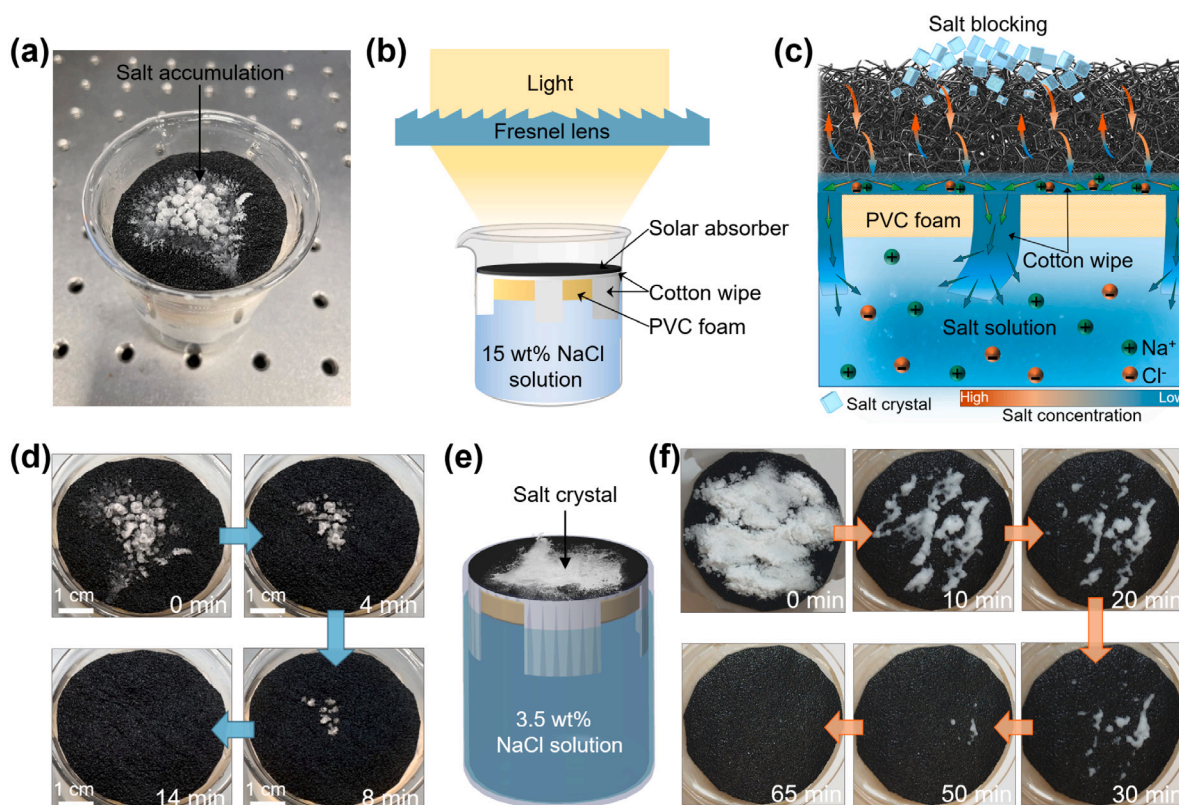 (a)
Salt accumulation
(b)
Light
Fresnel lens
Solar absorber
Cotton wipe
PVC foam
15 wt% NaCl
solution
(c)
Salt blocking
PVC foam
Cotton wipe
Salt solution
Na⁺
Cl⁻
Salt crystal
High
Low
Salt concentration
(d)
1 cm
0 min
1 cm
4 min
1 cm
14 min
1 cm
8 min
(e)
Salt crystal
3.5 wt%
NaCl solution
(f)
0 min
10 min
20 min
65 min
50 min
30 min